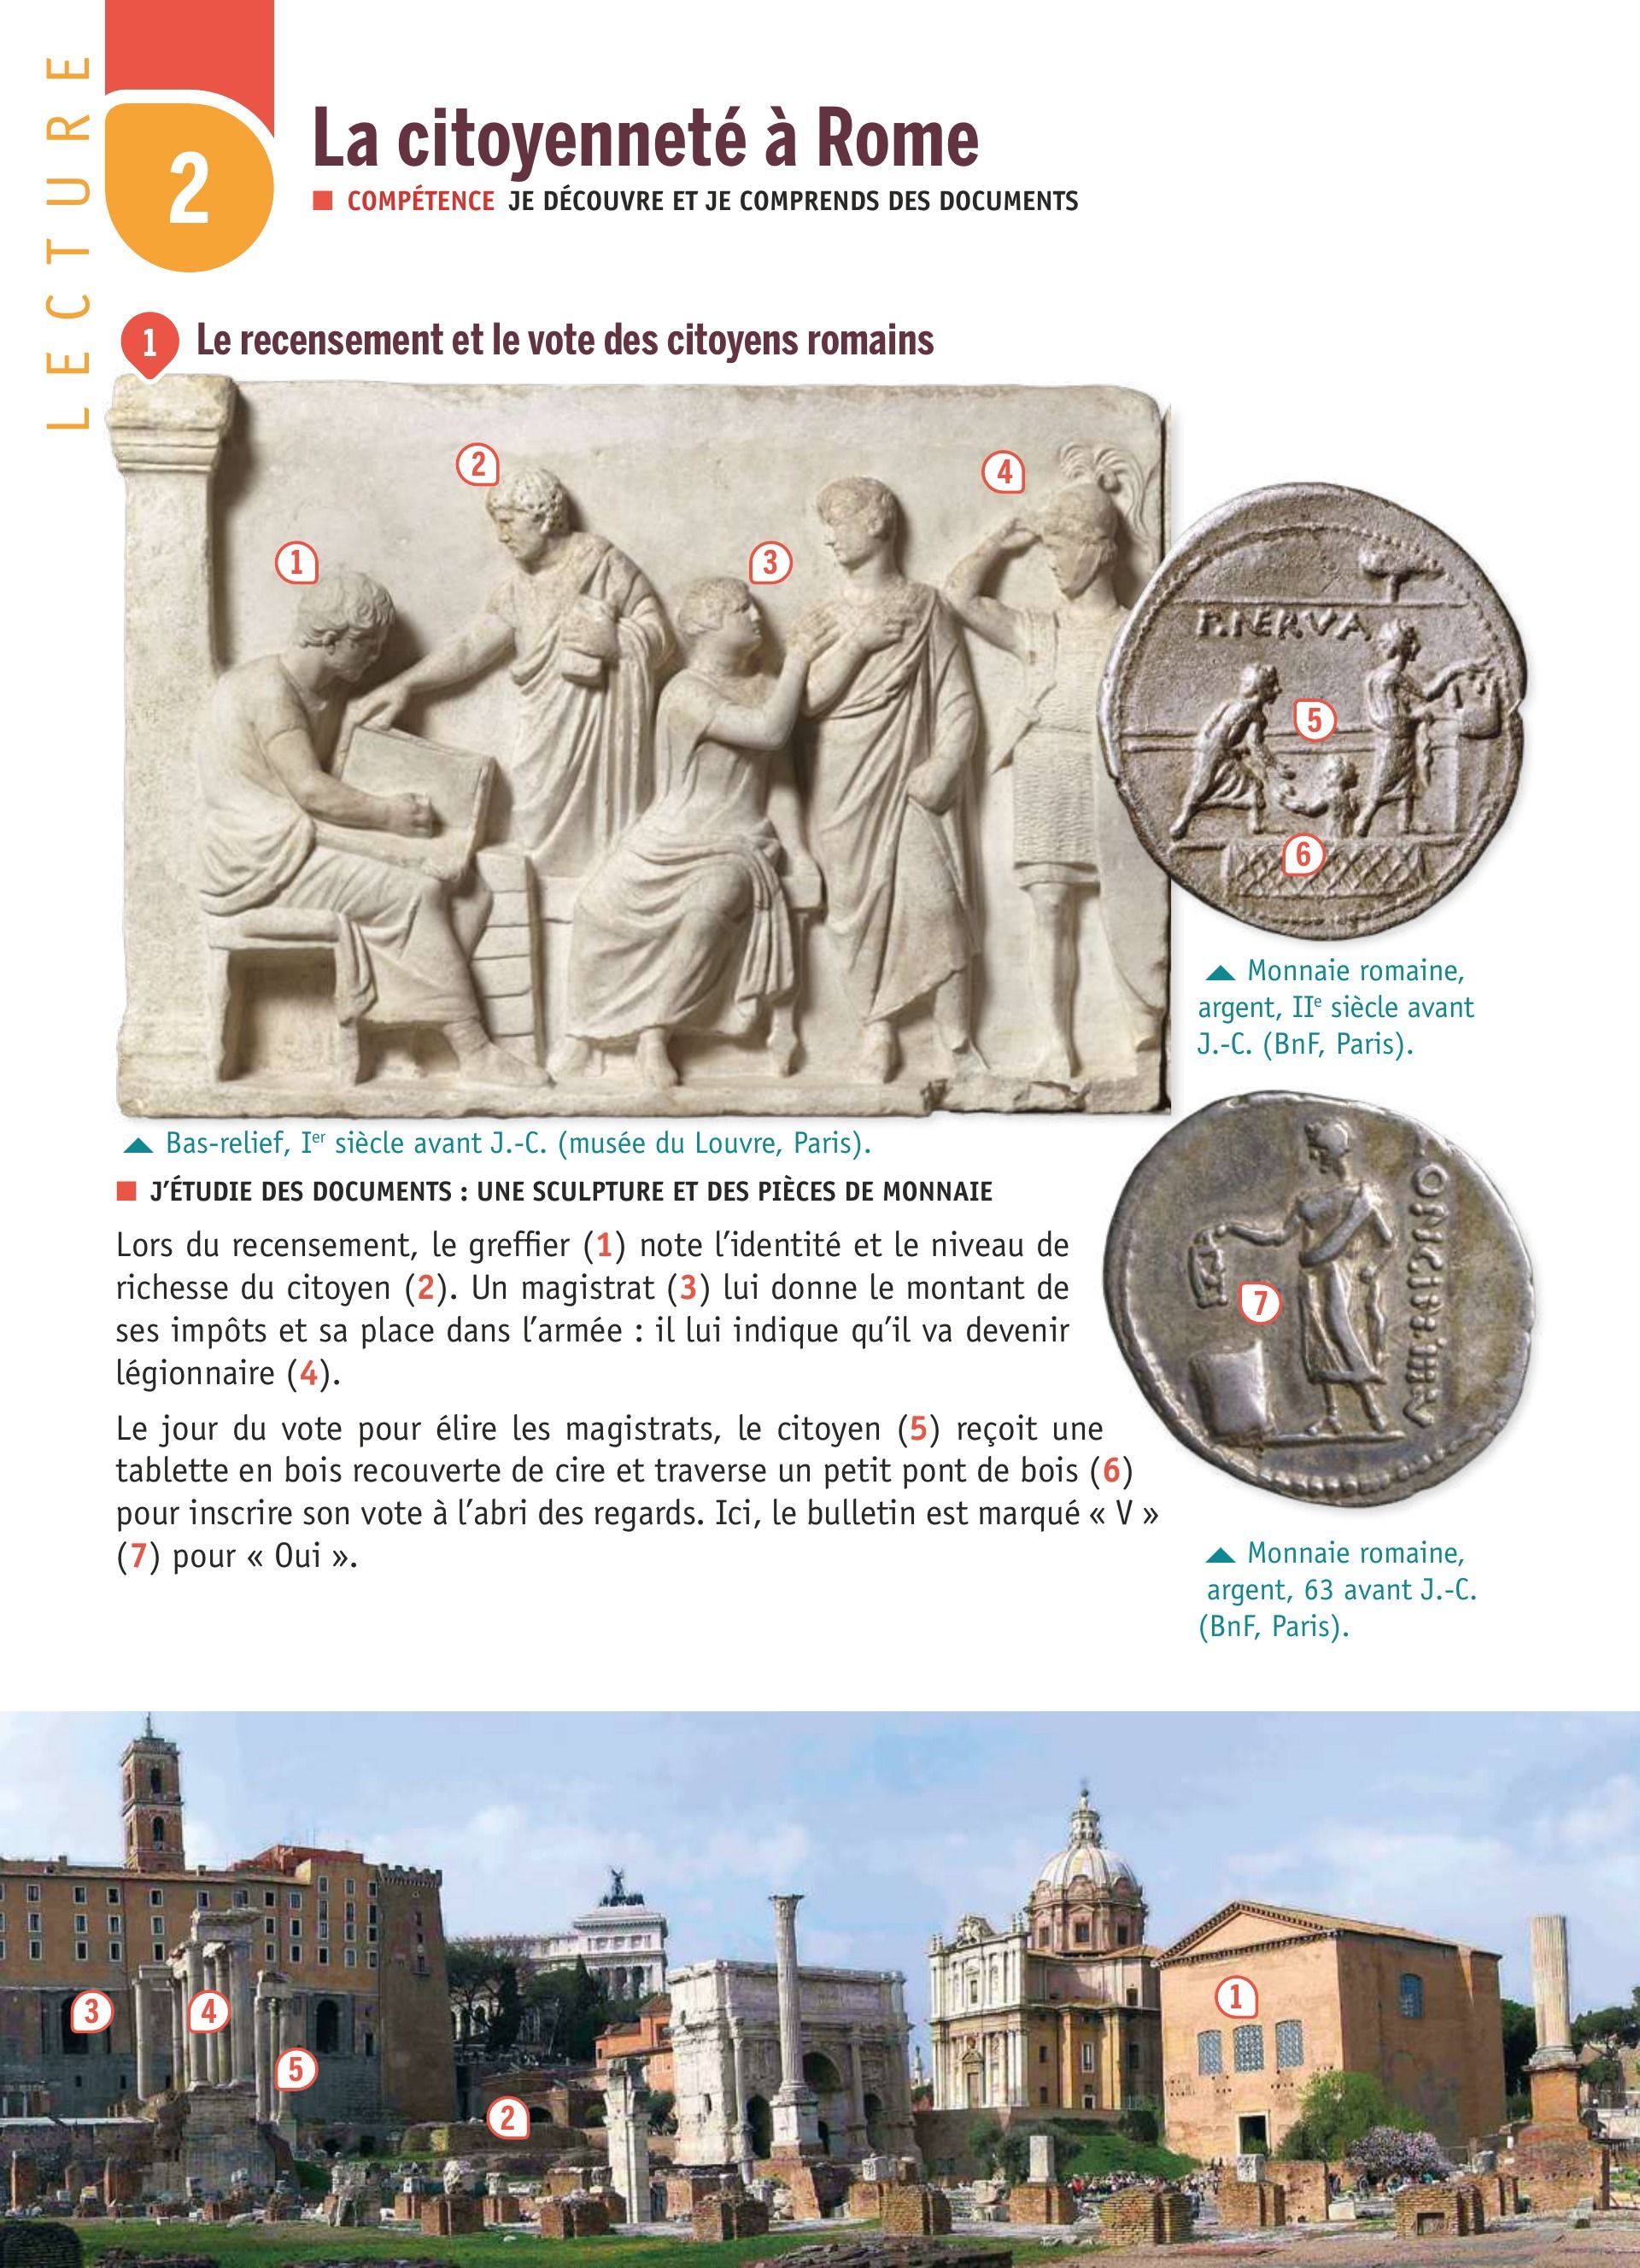 LECTURE
2
La citoyenneté à Rome
■ COMPÉTENCE JE DÉCOUVRE ET JE COMPRENDS DES DOCUMENTS
1 Le recensement et le vote des citoyens romains
1
2
3
4
P.NERVA
5
6
▲ Monnaie romaine,
argent, IIe siècle avant
J.-C. (BnF, Paris).
▲ Bas-relief, Ier siècle avant J.-C. (musée du Louvre, Paris).
■ J'ÉTUDIE DES DOCUMENTS : UNE SCULPTURE ET DES PIÈCES DE MONNAIE
Lors du recensement, le greffier (1) note l'identité et le niveau de
richesse du citoyen (2). Un magistrat (3) lui donne le montant de
ses impôts et sa place dans l'armée : il lui indique qu'il va devenir
légionnaire (4).
Le jour du vote pour élire les magistrats, le citoyen (5) reçoit une
tablette en bois recouverte de cire et traverse un petit pont de bois (6)
pour inscrire son vote à l'abri des regards. Ici, le bulletin est marqué « V »
(7) pour « Oui ».
7
▲ Monnaie romaine,
argent, 63 avant J.-C.
(BnF, Paris).
3
4
5
2
1